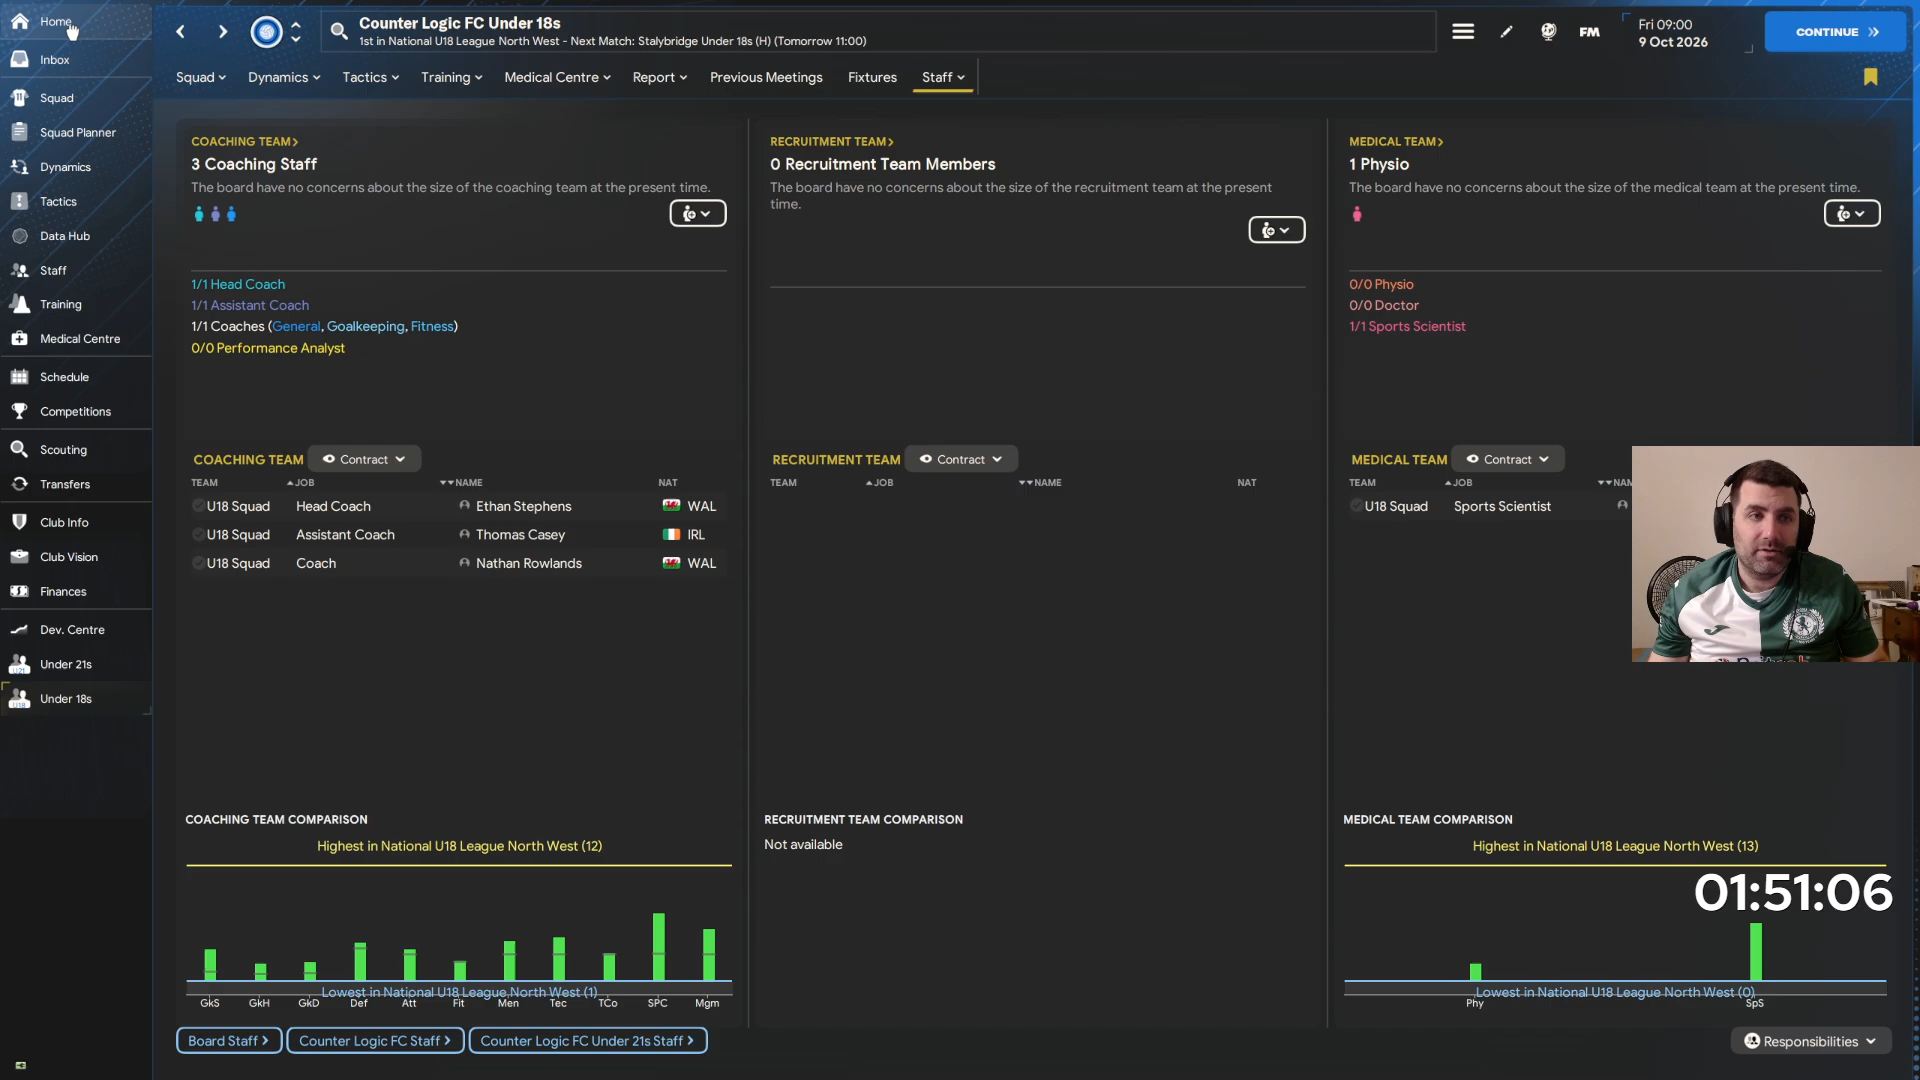 Home
Inbox
Squad
Squad Planner
Dynamics
Tactics
Data Hub
Staff
Training
Medical Centre
Schedule
Competitions
Scouting
Transfers
Club Info
Club Vision
Finances
Dev. Centre
Under 21s
Under 18s
Counter Logic FC Under 18s
1st in National U18 League North West - Next Match: Stalybridge Under 18s (H) (Tomorrow 11:00)
FM
Fri 09:00
9 Oct 2026
CONTINUE
Squad Dynamics Tactics Training Medical Centre Report Previous Meetings Fixtures Staff
COACHING TEAM
3 Coaching Staff
The board have no concerns about the size of the coaching team at the present time.
1/1 Head Coach
1/1 Assistant Coach
1/1 Coaches (General, Goalkeeping, Fitness)
0/0 Performance Analyst
COACHING TEAM Contract
TEAM JOB NAME NAT
U18 Squad Head Coach Ethan Stephens WAL
U18 Squad Assistant Coach Thomas Casey IRL
U18 Squad Coach Nathan Rowlands WAL
COACHING TEAM COMPARISON
Highest in National U18 League North West (12)
Lowest in National U18 League North West (1)
GkS GkH GkD Def Att Fit Men Tec TCo SPC Mgm
RECRUITMENT TEAM
0 Recruitment Team Members
The board have no concerns about the size of the recruitment team at the present
time.
RECRUITMENT TEAM Contract
TEAM JOB NAME NAT
RECRUITMENT TEAM COMPARISON
Not available
MEDICAL TEAM
1 Physio
The board have no concerns about the size of the medical team at the present time.
0/0 Physio
0/0 Doctor
1/1 Sports Scientist
MEDICAL TEAM Contract
TEAM JOB
U18 Squad Sports Scientist
MEDICAL TEAM COMPARISON
Highest in National U18 League North West (13)
01:51:06
Lowest in National U18 League North West (0)
Phy SpS
Board Staff Counter Logic FC Staff Counter Logic FC Under 21s Staff
Responsibilities